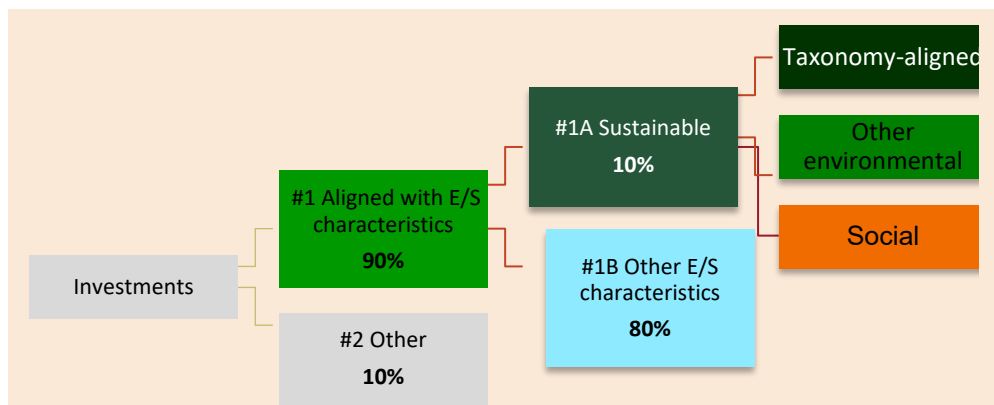 Investments
#1 Aligned with E/S
characteristics
90%
#2 Other
10%
#1A Sustainable
10%
#1B Other E/S
characteristics
80%
Taxonomy-aligned
Other
environmental
Social